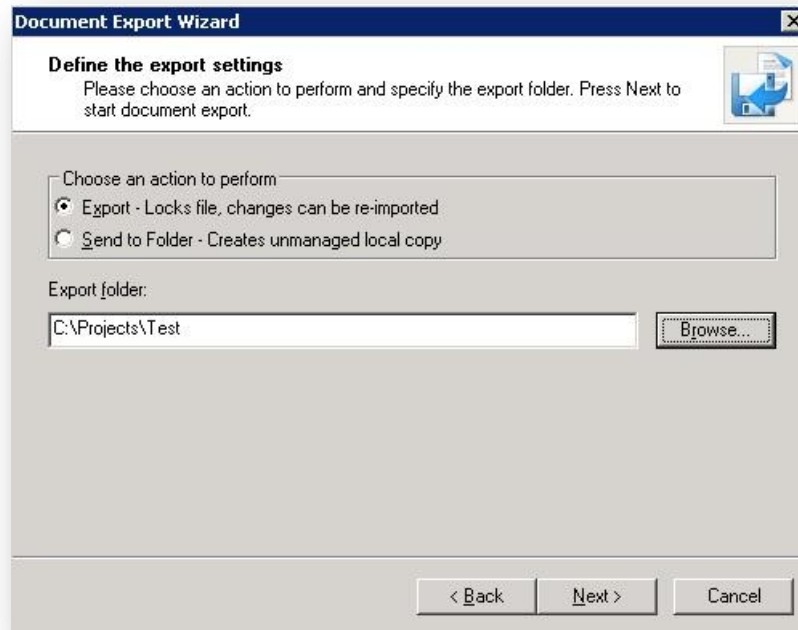 Document Export Wizard
Define the export settings
Please choose an action to perform and specify the export folder. Press Next to
start document export.
Choose an action to perform
Export - Locks file, changes can be re-imported
Send to Folder - Creates unmanaged local copy
Export folder:
C:\Projects\Test
Browse...
< Back
Next >
Cancel